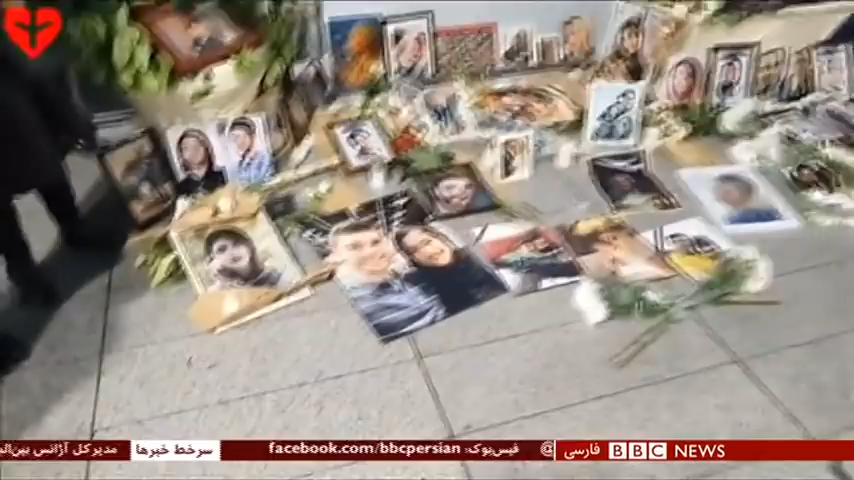 مدیرکل آژانس بین‌الم سرخط خبرها facebook.com/bbcpersian فیس‌بوک: @ فارسی BBC NEWS